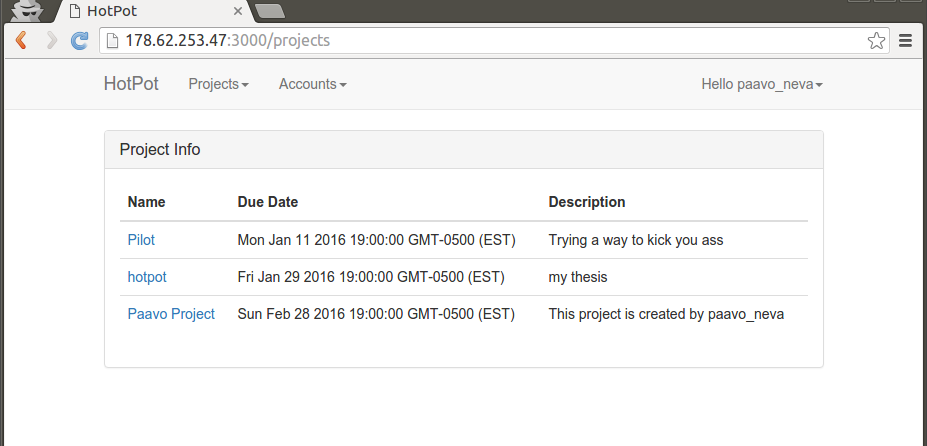 HotPot
178.62.253.47:3000/projects
HotPot Projects Accounts Hello paavo_neva
Project Info
Name Due Date Description
Pilot Mon Jan 11 2016 19:00:00 GMT-0500 (EST) Trying a way to kick you ass
hotpot Fri Jan 29 2016 19:00:00 GMT-0500 (EST) my thesis
Paavo Project Sun Feb 28 2016 19:00:00 GMT-0500 (EST) This project is created by paavo_neva